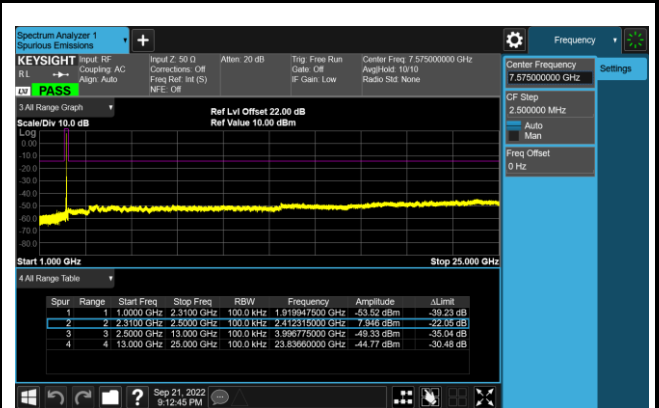 Spectrum Analyzer 1
Spurious Emissions
+
Frequency
KEYSIGHT
RL
LXI PASS
Input: RF
Coupling: AC
Align: Auto
Input Z: 50 Ω
Corrections: Off
Freq Ref: Int (S)
NFE: Off
Atten: 20 dB
Trig: Free Run
Gate: Off
IF Gain: Low
Center Freq: 7.575000000 GHz
Avg|Hold: 10/10
Radio Std: None
Center Frequency
7.575000000 GHz
Settings
CF Step
2.500000 MHz
Auto
Man
Freq Offset
0 Hz
3 All Range Graph
Scale/Div 10.0 dB
Ref Lvl Offset 22.00 dB
Ref Value 10.00 dBm
Log
0.00
-10.0
-20.0
-30.0
-40.0
-50.0
-60.0
-70.0
-80.0
Start 1.000 GHz
Stop 25.000 GHz
4 All Range Table
Spur Range Start Freq Stop Freq RBW Frequency Amplitude ΔLimit
1 1 1.0000 GHz 2.3100 GHz 100.0 kHz 1.919947500 GHz -53.52 dBm -39.23 dB
2 2 2.3100 GHz 2.5000 GHz 100.0 kHz 2.412315000 GHz 7.946 dBm -22.05 dB
3 3 2.5000 GHz 13.000 GHz 100.0 kHz 3.996775000 GHz -49.33 dBm -35.04 dB
4 4 13.000 GHz 25.000 GHz 100.0 kHz 23.83660000 GHz -44.77 dBm -30.48 dB
?
Sep 21, 2022
9:12:45 PM